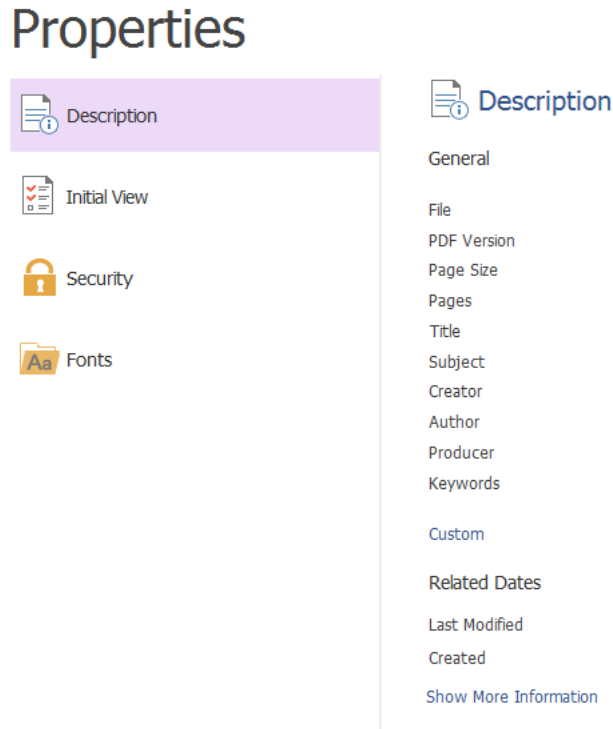 Properties
Description
Initial View
Security
Aa Fonts
Description
General
File
PDF Version
Page Size
Pages
Title
Subject
Creator
Author
Producer
Keywords
Custom
Related Dates
Last Modified
Created
Show More Information